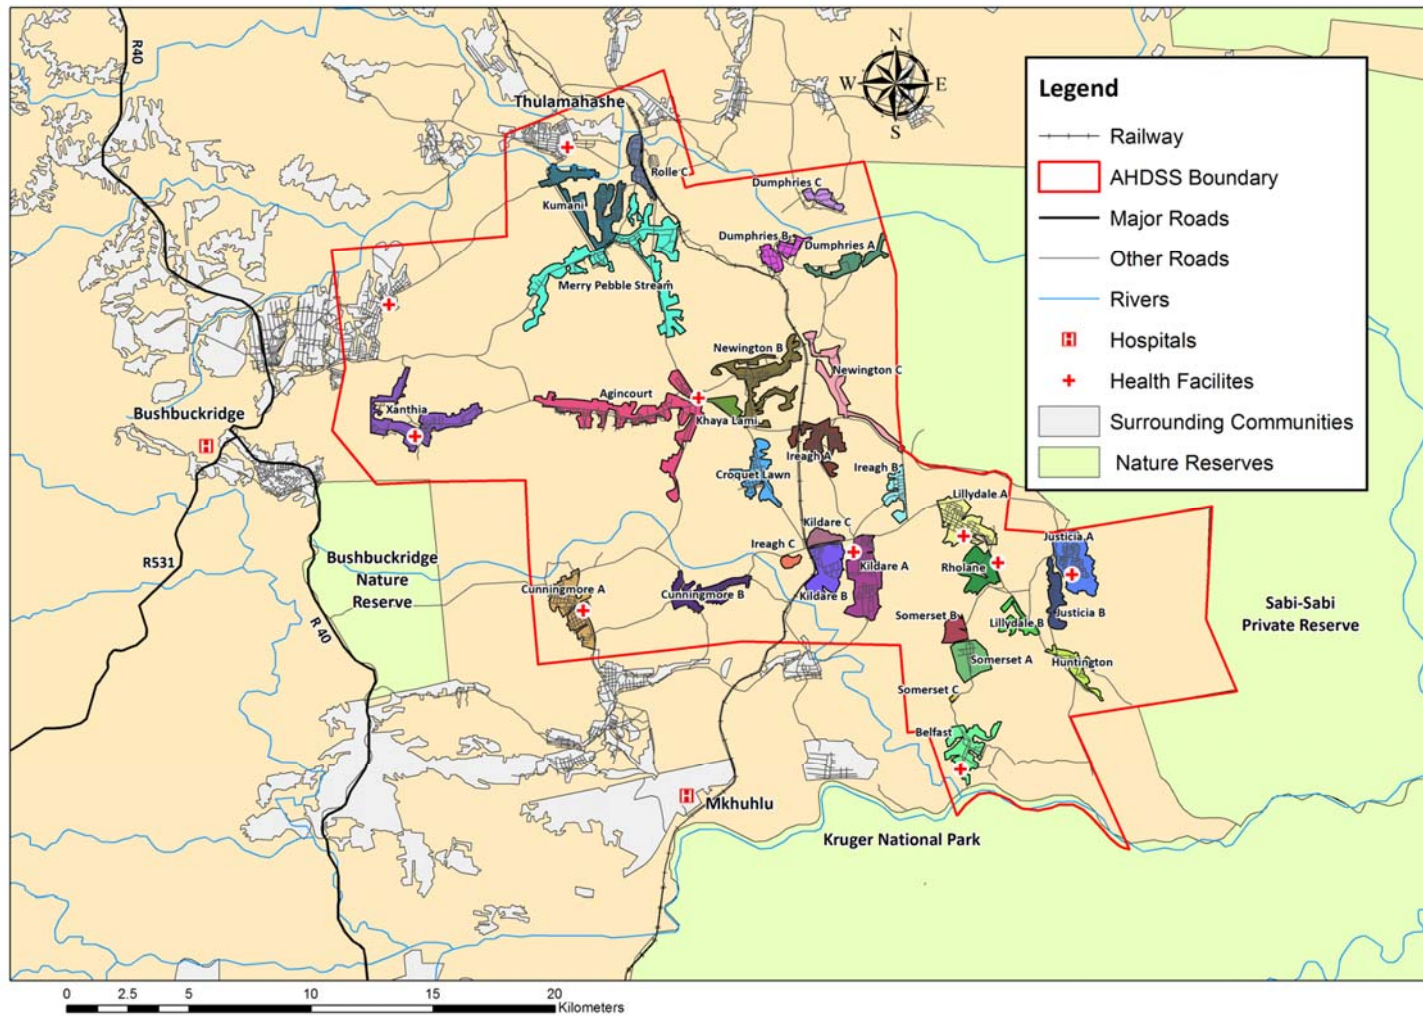 R40
N
W
E
S
Thulamahashe
Rolle C
Kumani
Dumphries C
Dumphries B
Dumphries A
Merry Pebble Stream
Newington B
Newington C
Agincourt
Khaya Lami
Xanthia
Bushbuckridge
H
Ireagh A
Ireagh B
Croquet Lawn
Lillydale A
Kildare C
Ireagh C
Justicia A
Kildare A
Rholane
R531
Bushbuckridge
Nature
Reserve
Cunningmore A
Cunningmore B
Kildare B
Somerset B
Lillydale B
Justicia B
Sabi-Sabi
Private Reserve
R 40
Somerset A
Huntington
Somerset C
Belfast
H
Mkhuhlu
Kruger National Park
Legend
Railway
AHDSS Boundary
Major Roads
Other Roads
Rivers
H Hospitals
Health Facilites
Surrounding Communities
Nature Reserves
0 2.5 5 10 15 20
Kilometers